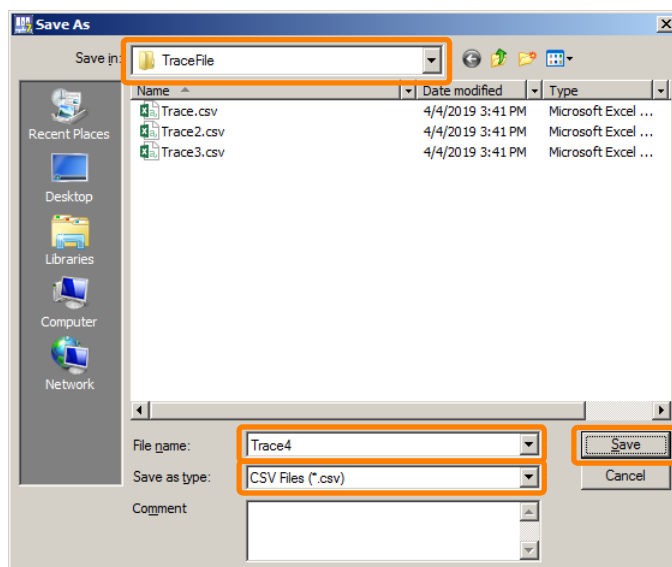 Save As
Save in:
TraceFile
Name
Date modified
Type
Trace.csv 4/4/2019 3:41 PM Microsoft Excel ...
Trace2.csv 4/4/2019 3:41 PM Microsoft Excel ...
Trace3.csv 4/4/2019 3:41 PM Microsoft Excel ...
Recent Places
Desktop
Libraries
Computer
Network
File name: Trace4 Save
Save as type: CSV Files (*.csv) Cancel
Comment